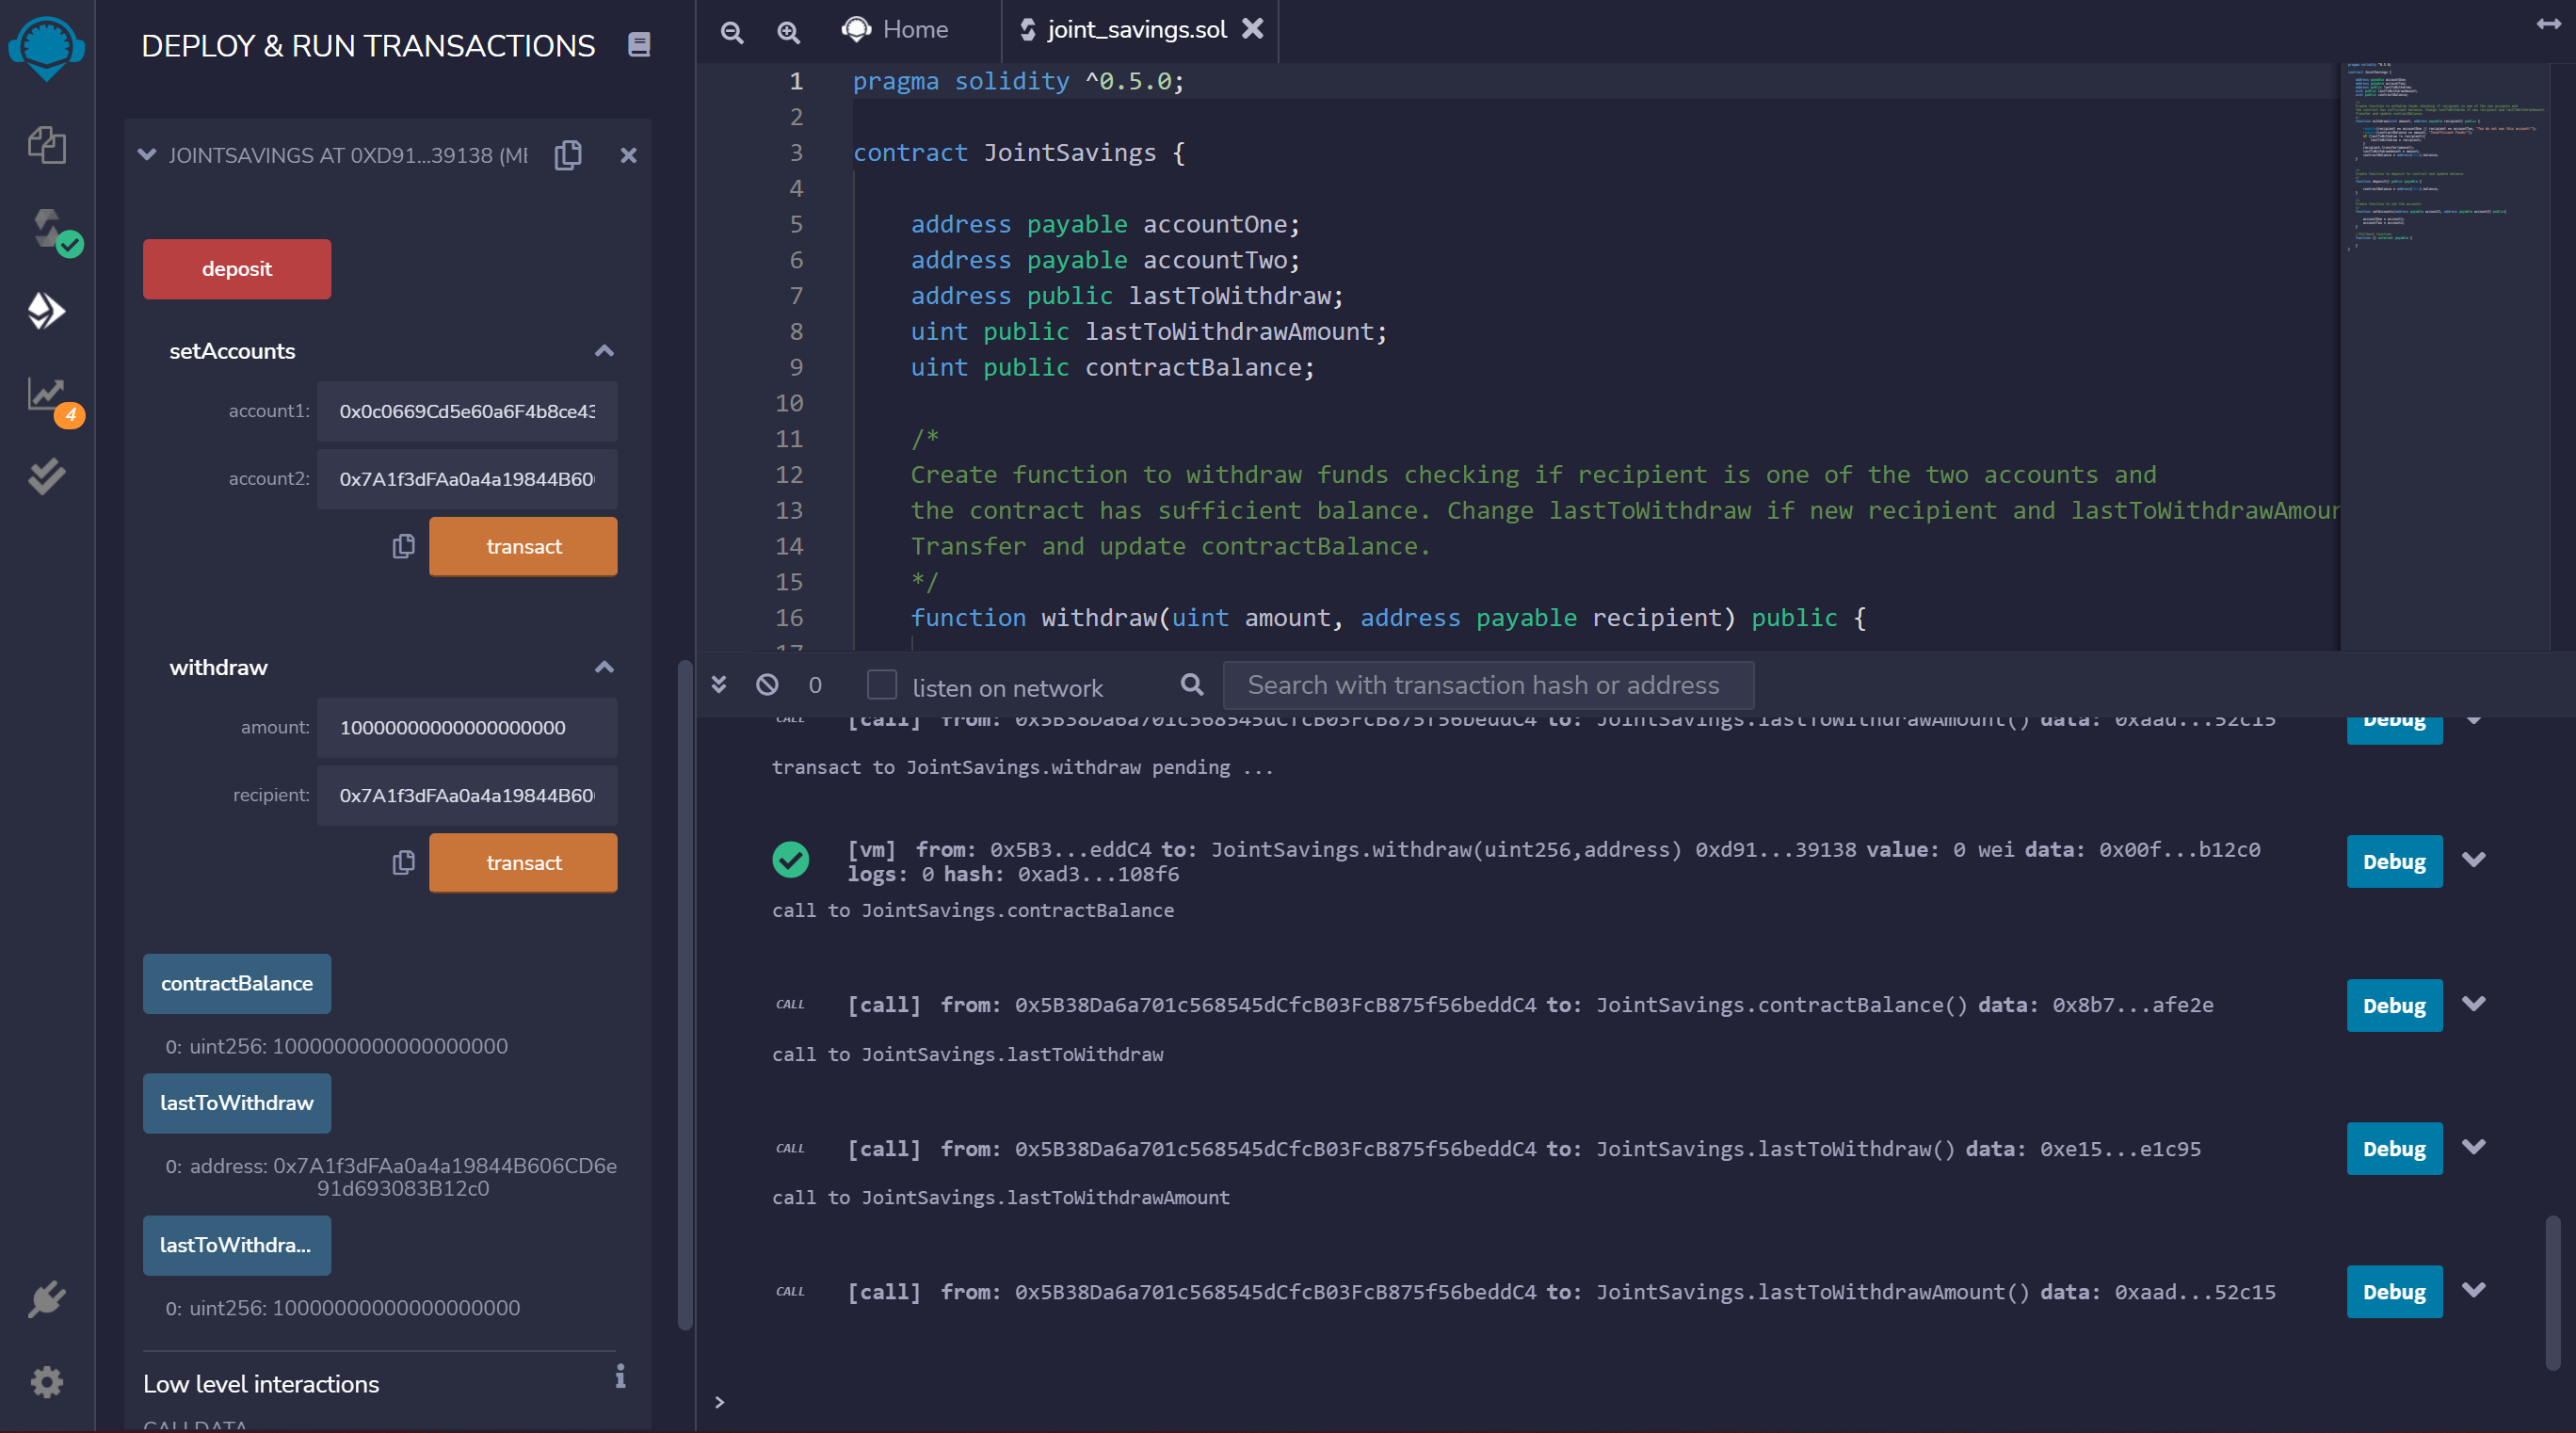 DEPLOY & RUN TRANSACTIONS
JOINTSAVINGS AT 0XD91...39138 (ME
deposit
setAccounts
account1: 0x0c0669Cd5e60a6F4b8ce43
account2: 0x7A1f3dFAa0a4a19844B60
transact
withdraw
amount: 10000000000000000000
recipient: 0x7A1f3dFAa0a4a19844B60
transact
contractBalance
0: uint256: 1000000000000000000
lastToWithdraw
0: address: 0x7A1f3dFAa0a4a19844B606CD6e
91d693083B12c0
lastToWithdra...
0: uint256: 10000000000000000000
Low level interactions
CALLDATA
4
Home
joint_savings.sol
1 pragma solidity ^0.5.0;
2
3 contract JointSavings {
4
5 address payable accountOne;
6 address payable accountTwo;
7 address public lastToWithdraw;
8 uint public lastToWithdrawAmount;
9 uint public contractBalance;
10
11 /*
12 Create function to withdraw funds checking if recipient is one of the two accounts and
13 the contract has sufficient balance. Change lastToWithdraw if new recipient and lastToWithdrawAmoun
14 Transfer and update contractBalance.
15 */
16 function withdraw(uint amount, address payable recipient) public {
17
0 listen on network Search with transaction hash or address
CALL [call] from: 0x5B38Da6a701c568545dCfcB03FcB875f56beddC4 to: JointSavings.lastToWithdrawAmount() data: 0xaad...52c15 Debug
transact to JointSavings.withdraw pending ...
[vm] from: 0x5B3...eddC4 to: JointSavings.withdraw(uint256,address) 0xd91...39138 value: 0 wei data: 0x00f...b12c0
logs: 0 hash: 0xad3...108f6 Debug
call to JointSavings.contractBalance
CALL [call] from: 0x5B38Da6a701c568545dCfcB03FcB875f56beddC4 to: JointSavings.contractBalance() data: 0x8b7...afe2e Debug
call to JointSavings.lastToWithdraw
CALL [call] from: 0x5B38Da6a701c568545dCfcB03FcB875f56beddC4 to: JointSavings.lastToWithdraw() data: 0xe15...e1c95 Debug
call to JointSavings.lastToWithdrawAmount
CALL [call] from: 0x5B38Da6a701c568545dCfcB03FcB875f56beddC4 to: JointSavings.lastToWithdrawAmount() data: 0xaad...52c15 Debug
>